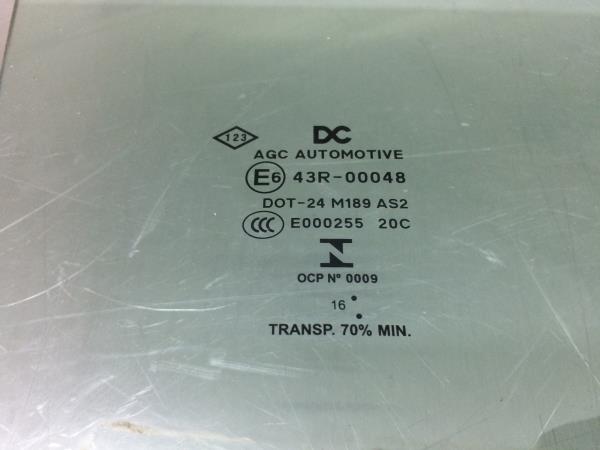 123
DC
AGC AUTOMOTIVE
E6 43R-00048
DOT-24 M189 AS2
CCC E000255 20C
N
OCP Nº 0009
16
TRANSP. 70% MIN.